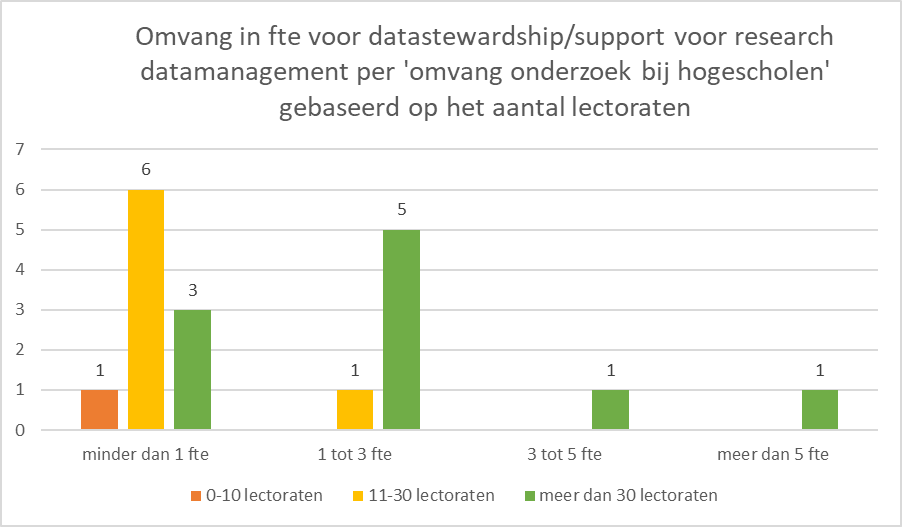 Omvang in fte voor datastewardship/support voor research
datamanagement per 'omvang onderzoek bij hogescholen'
gebaseerd op het aantal lectoraten
7
6
5
4
3
2
1
0
1
6
3
1
5
1
1
minder dan 1 fte
1 tot 3 fte
3 tot 5 fte
meer dan 5 fte
0-10 lectoraten
11-30 lectoraten
meer dan 30 lectoraten